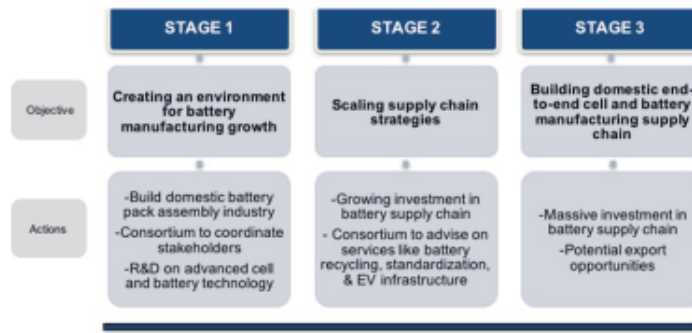 STAGE 1
STAGE 2
STAGE 3
Objective
Creating an environment
for battery
manufacturing growth
Scaling supply chain
strategies
Building domestic end-
to-end cell and battery
manufacturing supply
chain
Actions
-Build domestic battery
pack assembly industry
-Consortium to coordinate
stakeholders
-R&D on advanced cell
and battery technology
-Growing investment in
battery supply chain
- Consortium to advise on
services like battery
recycling, standardization,
& EV infrastructure
-Massive investment in
battery supply chain
-Potential export
opportunities